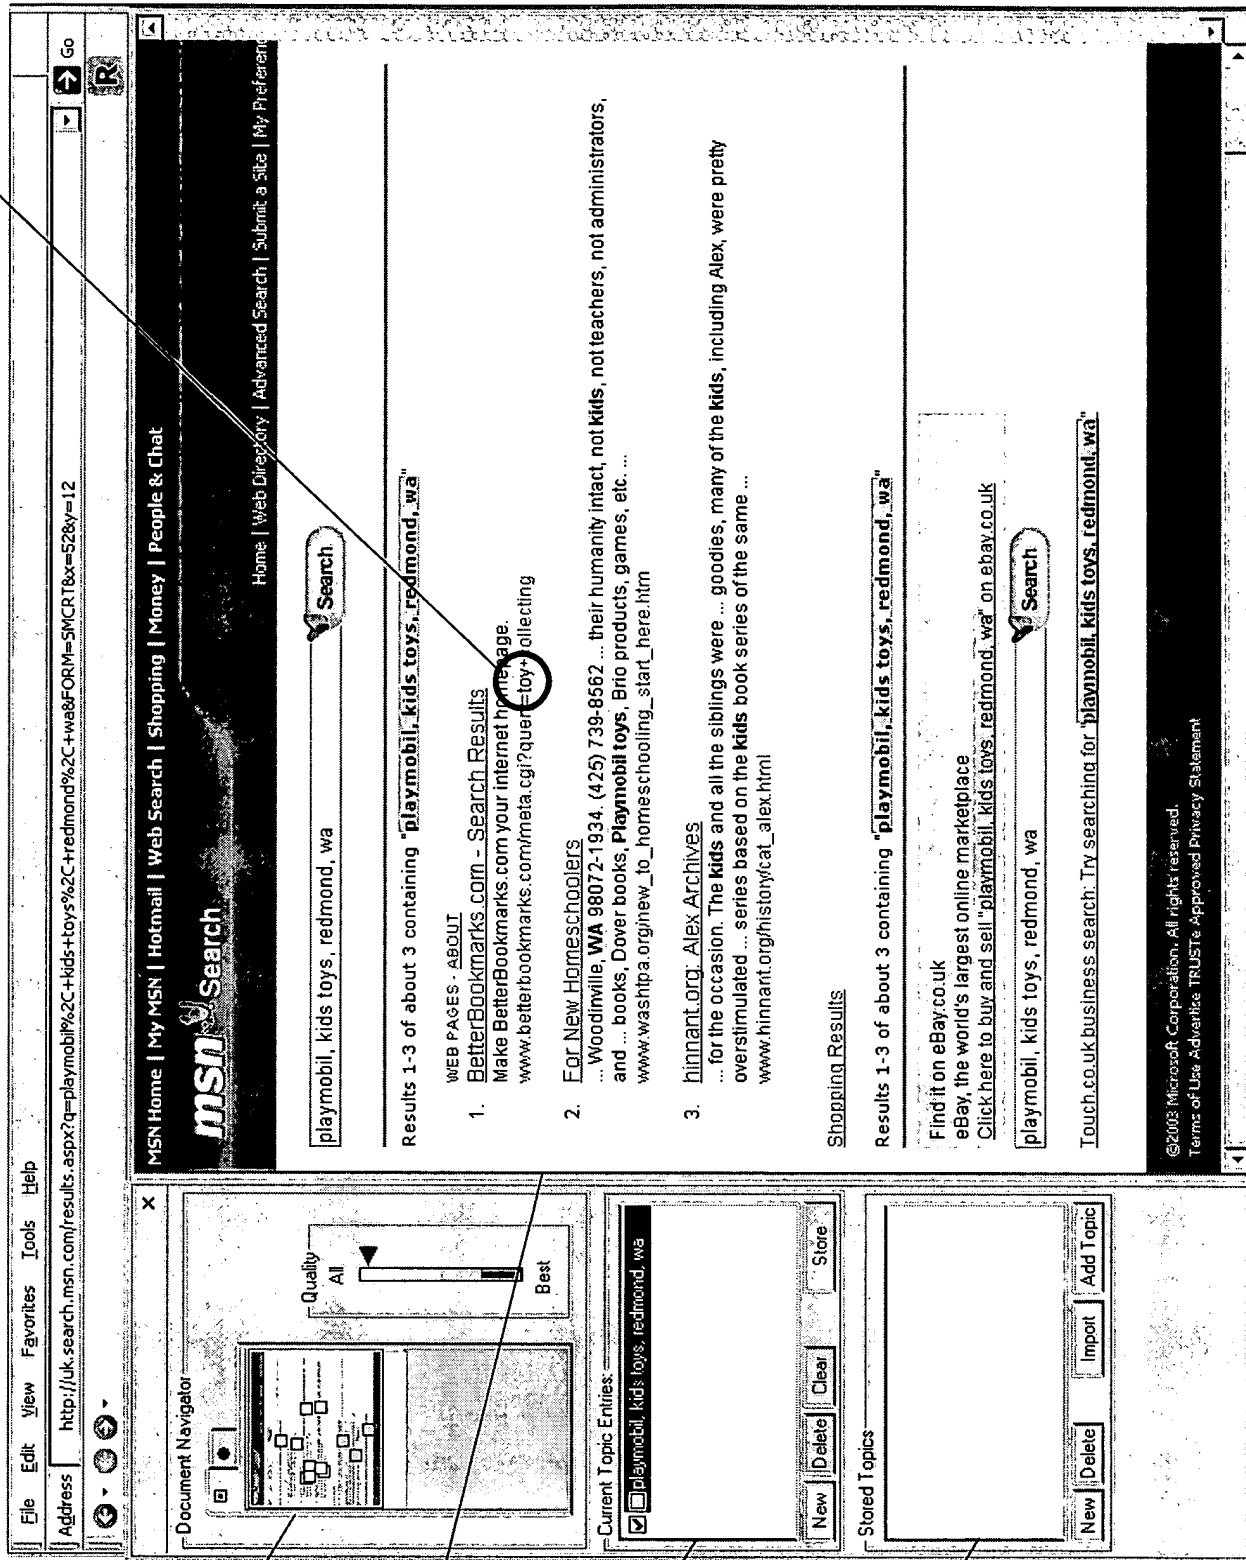 File Edit View Favorites Tools Help
Address http://uk.search.msn.com/results.aspx?q=playmobil%2C+kids+toys%2C+redmond%2C+wa&FORM=SMCRT&x=52&y=12 Go
R
Document Navigator
Quality
All
Best
Current Topic Entries:
playmobil, kids toys, redmond, wa
New Delete Clear Store
Stored Topics
New Delete Import Add Topic
MSN Home | My MSN | Hotmail | Web Search | Shopping | Money | People & Chat
msn Search
Home | Web Directory | Advanced Search | Submit a Site | My Preferen
playmobil, kids toys, redmond, wa Search
Results 1-3 of about 3 containing "playmobil, kids toys, redmond, wa"
WEB PAGES - ABOUT
1. BetterBookmarks.com - Search Results
Make BetterBookmarks.com your internet homepage.
www.betterbookmarks.com/meta.cgi?quer=toy+ollecting
2. For New Homeschoolers
... Woodinville, WA 98072-1934. (425) 739-8562 ... their humanity intact, not kids, not teachers, not administrators,
and ... books, Dover books, Playmobil toys, Brio products, games, etc. ...
www.washtpa.org/new_to_homeschooling_start_here.htm
3. hinnant.org: Alex Archives
... for the occasion. The kids and all the siblings were ... goodies, many of the kids, including Alex, were pretty
overstimulated ... series based on the kids book series of the same ...
www.hinnant.org/history/cat_alex.html
Shopping Results
Results 1-3 of about 3 containing "playmobil, kids toys, redmond, wa"
Find it on eBay.co.uk
eBay, the world's largest online marketplace
Click here to buy and sell "playmobil, kids toys, redmond, wa" on ebay.co.uk
playmobil, kids toys, redmond, wa Search
Touch.co.uk business search: Try searching for "playmobil, kids toys, redmond, wa"
©2003 Microsoft Corporation. All rights reserved.
Terms of Use Advertise TRUSTe Approved Privacy Statement